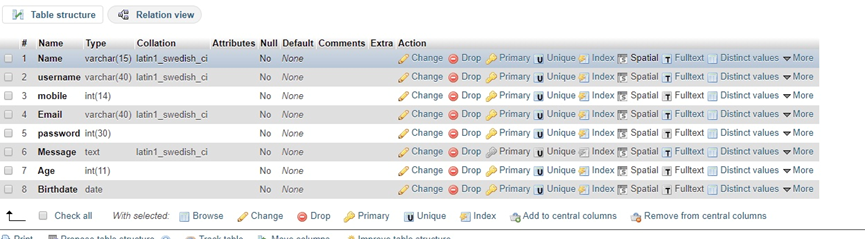 Table structure Relation view
# Name Type Collation Attributes Null Default Comments Extra Action
1 Name varchar(15) latin1_swedish_ci No None Change Drop Primary Unique Index Spatial Fulltext Distinct values More
2 username varchar(40) latin1_swedish_ci No None Change Drop Primary Unique Index Spatial Fulltext Distinct values More
3 mobile int(14) No None Change Drop Primary Unique Index Spatial Fulltext Distinct values More
4 Email varchar(40) latin1_swedish_ci No None Change Drop Primary Unique Index Spatial Fulltext Distinct values More
5 password int(30) No None Change Drop Primary Unique Index Spatial Fulltext Distinct values More
6 Message text latin1_swedish_ci No None Change Drop Primary Unique Index Spatial Fulltext Distinct values More
7 Age int(11) No None Change Drop Primary Unique Index Spatial Fulltext Distinct values More
8 Birthdate date No None Change Drop Primary Unique Index Spatial Fulltext Distinct values More
Check all With selected: Browse Change Drop Primary Unique Index Add to central columns Remove from central columns
Print Propose table structure Track table Move columns Improve table structure